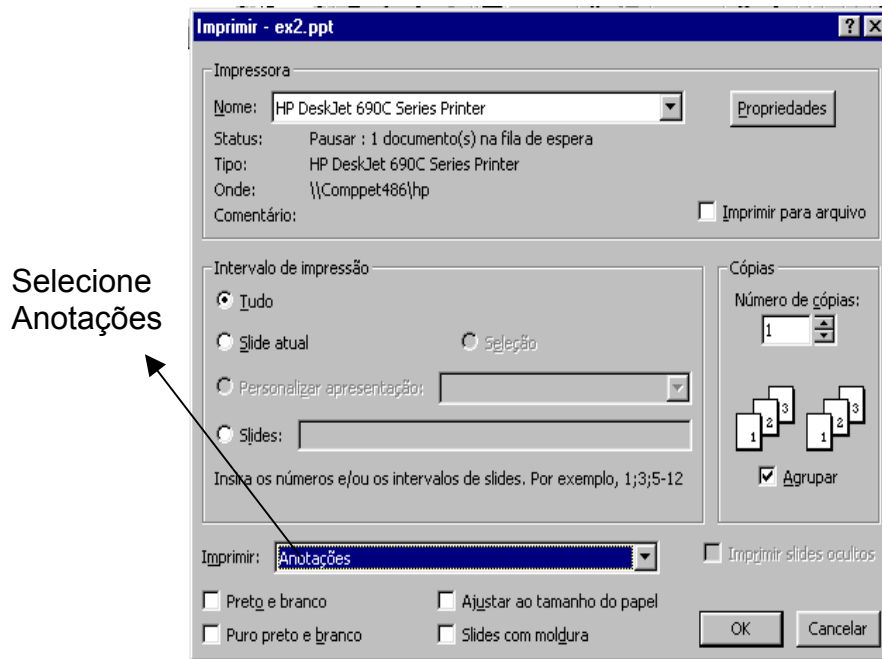 Imprimir - ex2.ppt
Impressora
Nome: HP DeskJet 690C Series Printer
Propriedades
Status: Pausar : 1 documento(s) na fila de espera
Tipo: HP DeskJet 690C Series Printer
Onde: \\Comppet486\hp
Comentário:
Imprimir para arquivo
Selecione
Anotações
Intervalo de impressão
Tudo
Slide atual
Seleção
Personalizar apresentação:
Slides:
Insira os números e/ou os intervalos de slides. Por exemplo, 1;3;5-12
Cópias
Número de cópias:
1
1 2 3 1 2 3
Agrupar
Imprimir: Anotações
Imprimir slides ocultos
Preto e branco
Ajustar ao tamanho do papel
Puro preto e branco
Slides com moldura
OK
Cancelar